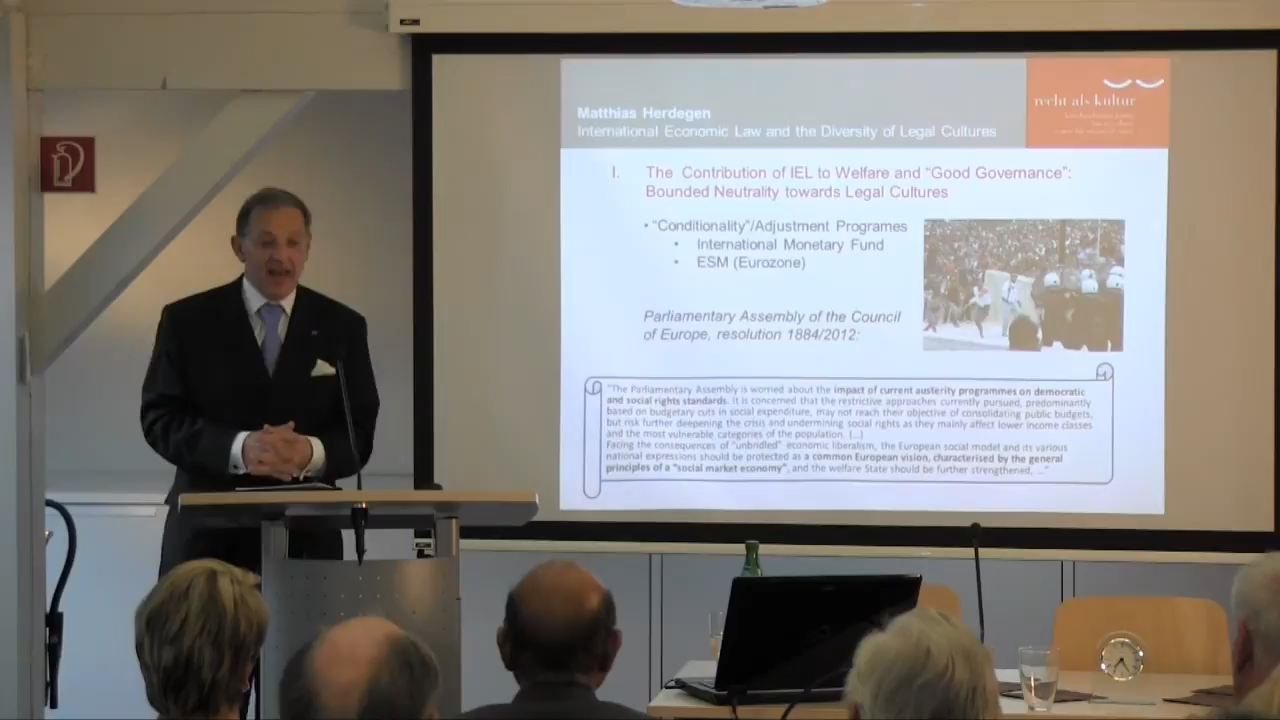 Matthias Herdegen
International Economic Law and the Diversity of Legal Cultures
recht als kultur
I. The Contribution of IEL to Welfare and “Good Governance”:
Bounded Neutrality towards Legal Cultures
• “Conditionality”/Adjustment Programes
• International Monetary Fund
• ESM (Eurozone)
Parliamentary Assembly of the Council
of Europe, resolution 1884/2012:
“The Parliamentary Assembly is worried about the impact of current austerity programmes on democratic
and social rights standards. It is concerned that the restrictive approaches currently pursued, predominantly
based on budgetary cuts in social expenditure, may not reach their objective of consolidating public budgets,
but risk further deepening the crisis and undermining social rights as they mainly affect lower income classes
and the most vulnerable categories of the population. (...)
Facing the consequences of “unbridled” economic liberalism, the European social model and its various
national expressions should be protected as a common European vision, characterised by the general
principles of a “social market economy”, and the welfare State should be further strengthened, ...”